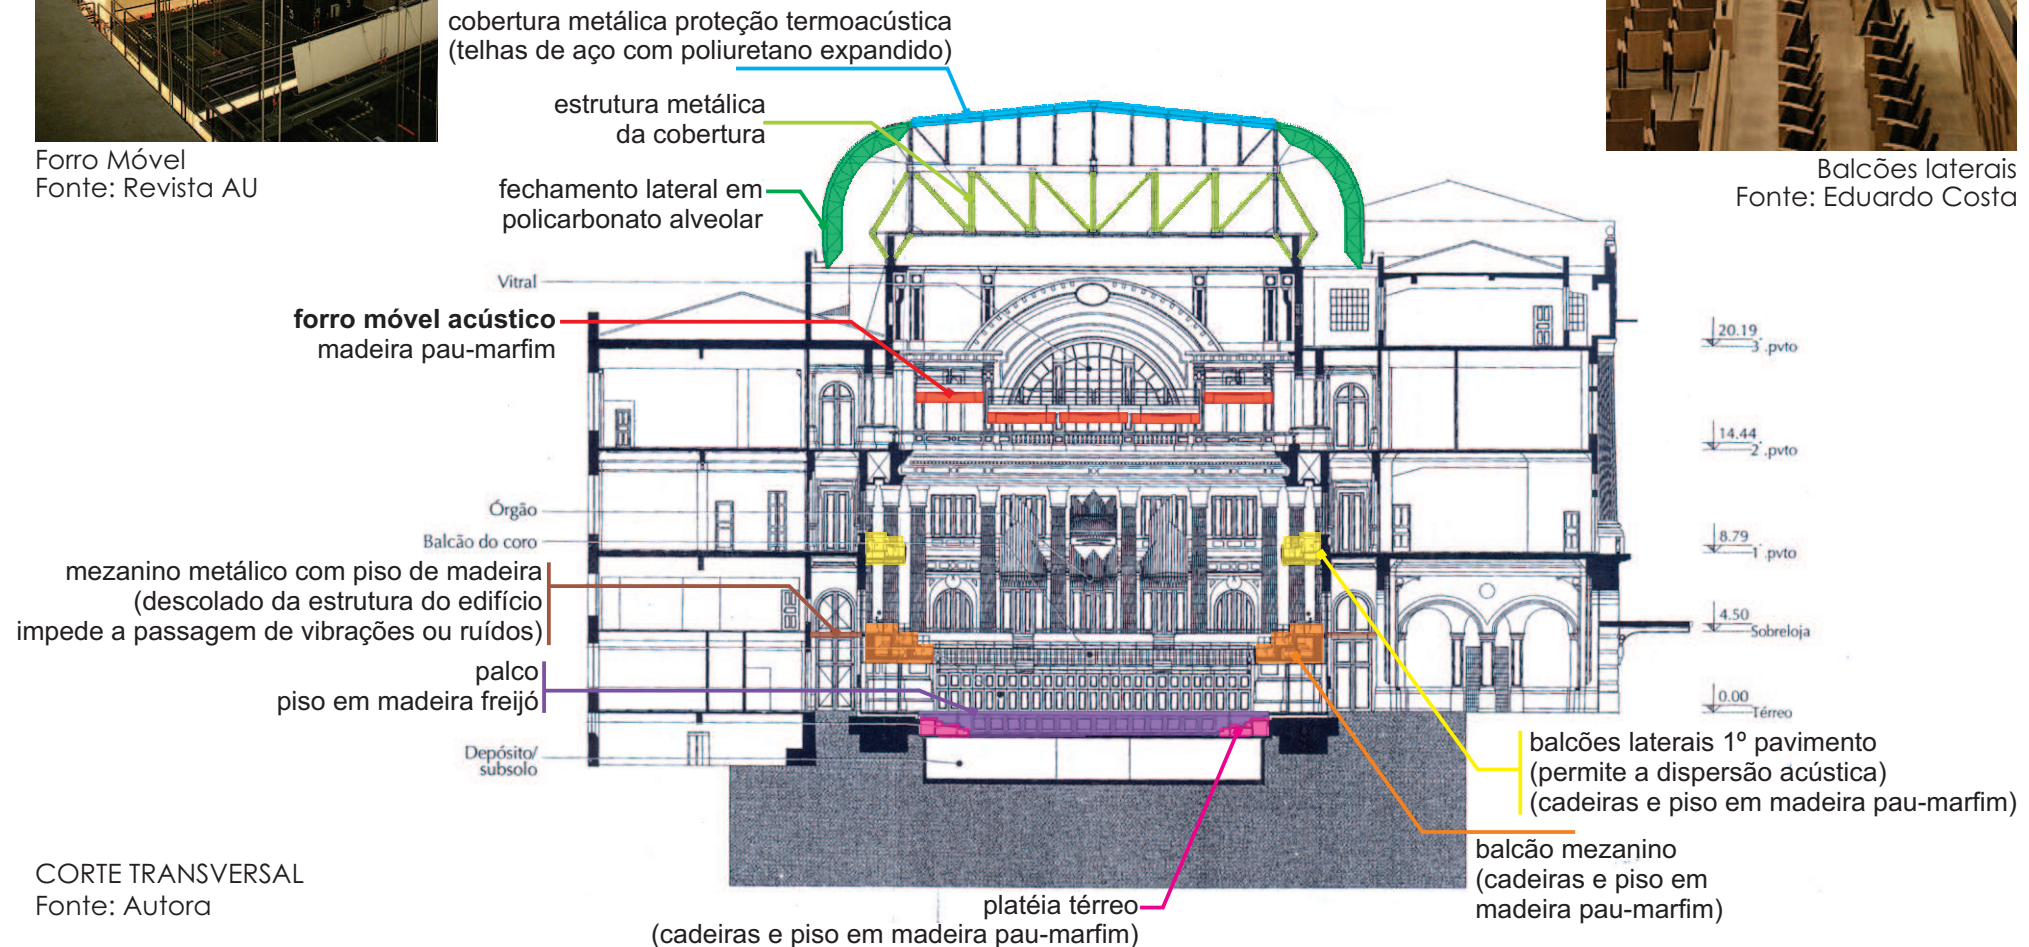 cobertura metálica proteção termoacústica
(telhas de aço com poliuretano expandido)
estrutura metálica
da cobertura
Forro Móvel
Fonte: Revista AU
Balcões laterais
Fonte: Eduardo Costa
fechamento lateral em
policarbonato alveolar
Vitral
forro móvel acústico
madeira pau-marfim
20.19
3°.pvto
14.44
2°.pvto
Órgão
Balcão do coro
8.79
1°.pvto
mezanino metálico com piso de madeira
(descolado da estrutura do edifício
impede a passagem de vibrações ou ruídos)
4.50
Sobreloja
palco
piso em madeira freijó
0.00
Térreo
Depósito/
subsolo
balcões laterais 1º pavimento
(permite a dispersão acústica)
(cadeiras e piso em madeira pau-marfim)
balcão mezanino
(cadeiras e piso em
madeira pau-marfim)
CORTE TRANSVERSAL
Fonte: Autora
platéia térreo
(cadeiras e piso em madeira pau-marfim)